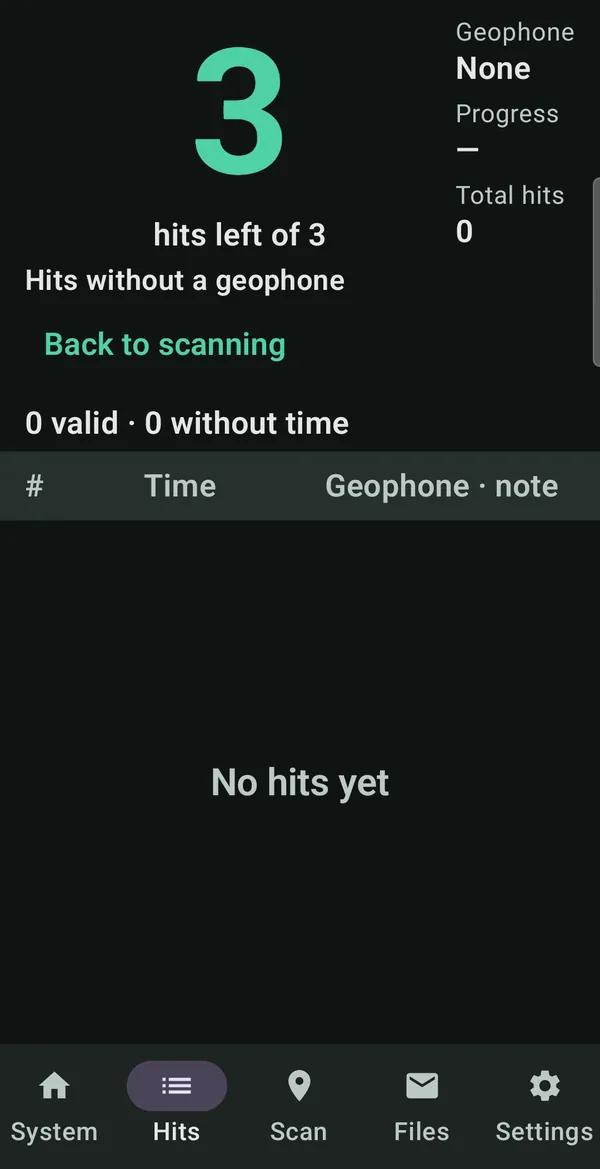 3
hits left of 3
Geophone
None
Progress
—
Total hits
0
Hits without a geophone
Back to scanning
0 valid · 0 without time
# Time Geophone · note
No hits yet
System Hits Scan Files Settings